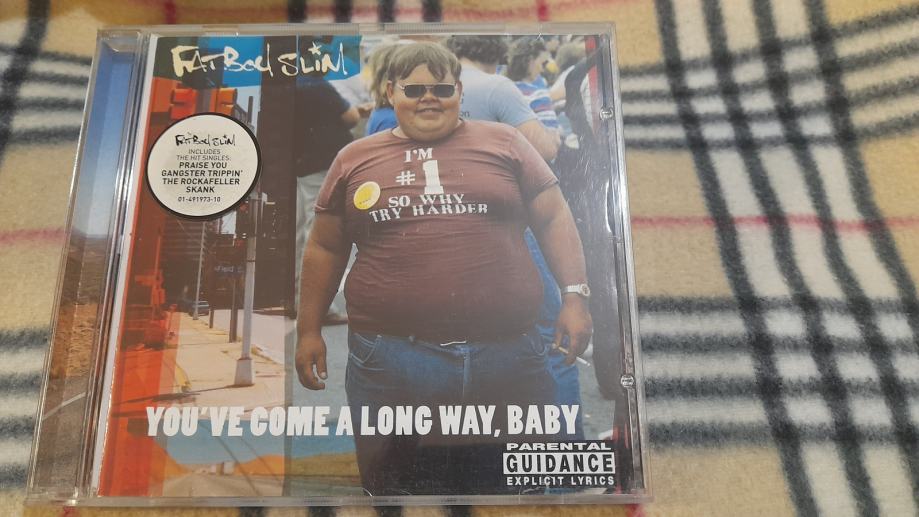 FATBOY SLIM
FATBOY SLIM
INCLUDES
THE HIT SINGLES:
PRAISE YOU
GANGSTER TRIPPIN'
THE ROCKAFELLER
SKANK
01-491973-10
I'M
#1
SO WHY
TRY HARDER
YOU'VE COME A LONG WAY, BABY
PARENTAL
GUIDANCE
EXPLICIT LYRICS